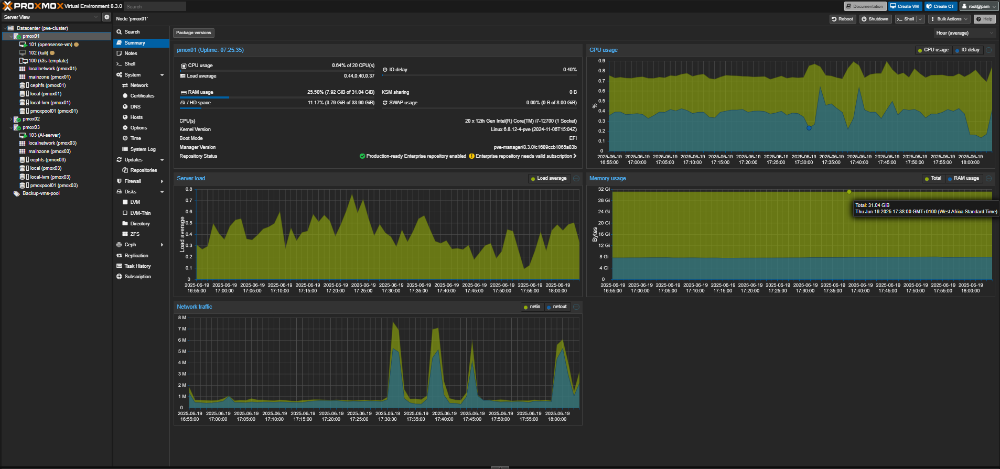 PROXMOX Virtual Environment 8.3.0 Search Documentation Create VM Create CT root@pam
Server View
Datacenter (pve-cluster)
pmox01
101 (opensense-vm)
102 (kali)
100 (k3s-template)
localnetwork (pmox01)
mainzone (pmox01)
cephfs (pmox01)
local (pmox01)
local-lvm (pmox01)
pmoxpool01 (pmox01)
pmox02
pmox03
103 (AI-server)
localnetwork (pmox03)
mainzone (pmox03)
cephfs (pmox03)
local (pmox03)
local-lvm (pmox03)
pmoxpool01 (pmox03)
Backup-vms-pool
Node 'pmox01' Reboot Shutdown Shell Bulk Actions Help
Search
Summary
Notes
Shell
System
Network
Certificates
DNS
Hosts
Options
Time
System Log
Updates
Repositories
Firewall
Disks
LVM
LVM-Thin
Directory
ZFS
Ceph
Replication
Task History
Subscription
Package versions Hour (average)
pmox01 (Uptime: 07:25:35)
CPU usage 0.64% of 20 CPU(s)
IO delay 0.40%
Load average 0.44,0.40,0.37
RAM usage 25.50% (7.92 GiB of 31.04 GiB) KSM sharing 0 B
/ HD space 11.17% (3.79 GiB of 33.90 GiB) SWAP usage 0.00% (0 B of 8.00 GiB)
CPU(s) 20 x 12th Gen Intel(R) Core(TM) i7-12700 (1 Socket)
Kernel Version Linux 6.8.12-4-pve (2024-11-06T15:04Z)
Boot Mode EFI
Manager Version pve-manager/8.3.0/c1689ccb1065a83b
Repository Status Production-ready Enterprise repository enabled Enterprise repository needs valid subscription
CPU usage CPU usage IO delay
0.9
0.8
0.7
0.6
0.5
%
0.4
0.3
0.2
0.1
0
2025-06-19 2025-06-19 2025-06-19 2025-06-19 2025-06-19 2025-06-19 2025-06-19 2025-06-19 2025-06-19 2025-06-19 2025-06-19 2025-06-19 2025-06-19 2025-06-19
16:55:00 17:00:00 17:05:00 17:10:00 17:15:00 17:20:00 17:25:00 17:30:00 17:35:00 17:40:00 17:45:00 17:50:00 17:55:00 18:00:00
Server load Load average
0.8
0.7
0.6
0.5
Load average
0.4
0.3
0.2
0.1
0
2025-06-19 2025-06-19 2025-06-19 2025-06-19 2025-06-19 2025-06-19 2025-06-19 2025-06-19 2025-06-19 2025-06-19 2025-06-19 2025-06-19 2025-06-19 2025-06-19
16:55:00 17:00:00 17:05:00 17:10:00 17:15:00 17:20:00 17:25:00 17:30:00 17:35:00 17:40:00 17:45:00 17:50:00 17:55:00 18:00:00
Memory usage Total RAM usage
32 Gi
28 Gi
24 Gi
20 Gi
Bytes
16 Gi
12 Gi
8 Gi
4 Gi
0
Total: 31.04 GiB
Thu Jun 19 2025 17:38:00 GMT+0100 (West Africa Standard Time)
2025-06-19 2025-06-19 2025-06-19 2025-06-19 2025-06-19 2025-06-19 2025-06-19 2025-06-19 2025-06-19 2025-06-19 2025-06-19 2025-06-19 2025-06-19 2025-06-19
16:55:00 17:00:00 17:05:00 17:10:00 17:15:00 17:20:00 17:25:00 17:30:00 17:35:00 17:40:00 17:45:00 17:50:00 17:55:00 18:00:00
Network traffic netin netout
8 M
7 M
6 M
5 M
4 M
3 M
2 M
1 M
0
2025-06-19 2025-06-19 2025-06-19 2025-06-19 2025-06-19 2025-06-19 2025-06-19 2025-06-19 2025-06-19 2025-06-19 2025-06-19 2025-06-19 2025-06-19 2025-06-19
16:55:00 17:00:00 17:05:00 17:10:00 17:15:00 17:20:00 17:25:00 17:30:00 17:35:00 17:40:00 17:45:00 17:50:00 17:55:00 18:00:00